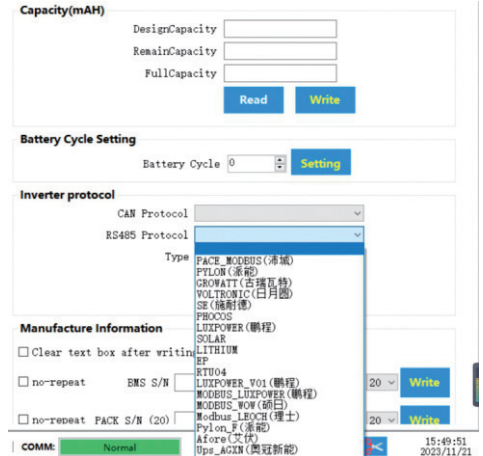 Capacity(mAH)
DesignCapacity
RemainCapacity
FullCapacity
Read Write
Battery Cycle Setting
Battery Cycle 0 Setting
Inverter protocol
CAN Protocol
RS485 Protocol
Type
PACE_MODBUS(沛城)
PYLON(派能)
GROWATT(古瑞瓦特)
VOLTRONIC(日月圆)
SE(施耐德)
PHOCOS
LUXPOWER(鹏程)
SOLAR
LITHIUM
EP
RTU04
LUXPOWER_V01(鹏程)
MODBUS_LUXPOWER(鹏程)
MODBUS_WOW(硕日)
Modbus_LEOCH(理士)
Pylon_F(派能)
Afore(艾伏)
Ups_AGXN(奥冠新能)
Manufacture Information
Clear text box after writing
no-repeat BMS S/N 20 Write
no-repeat PACK S/N (20) 20 Write
COMM: Normal 15:49:51
2023/11/21